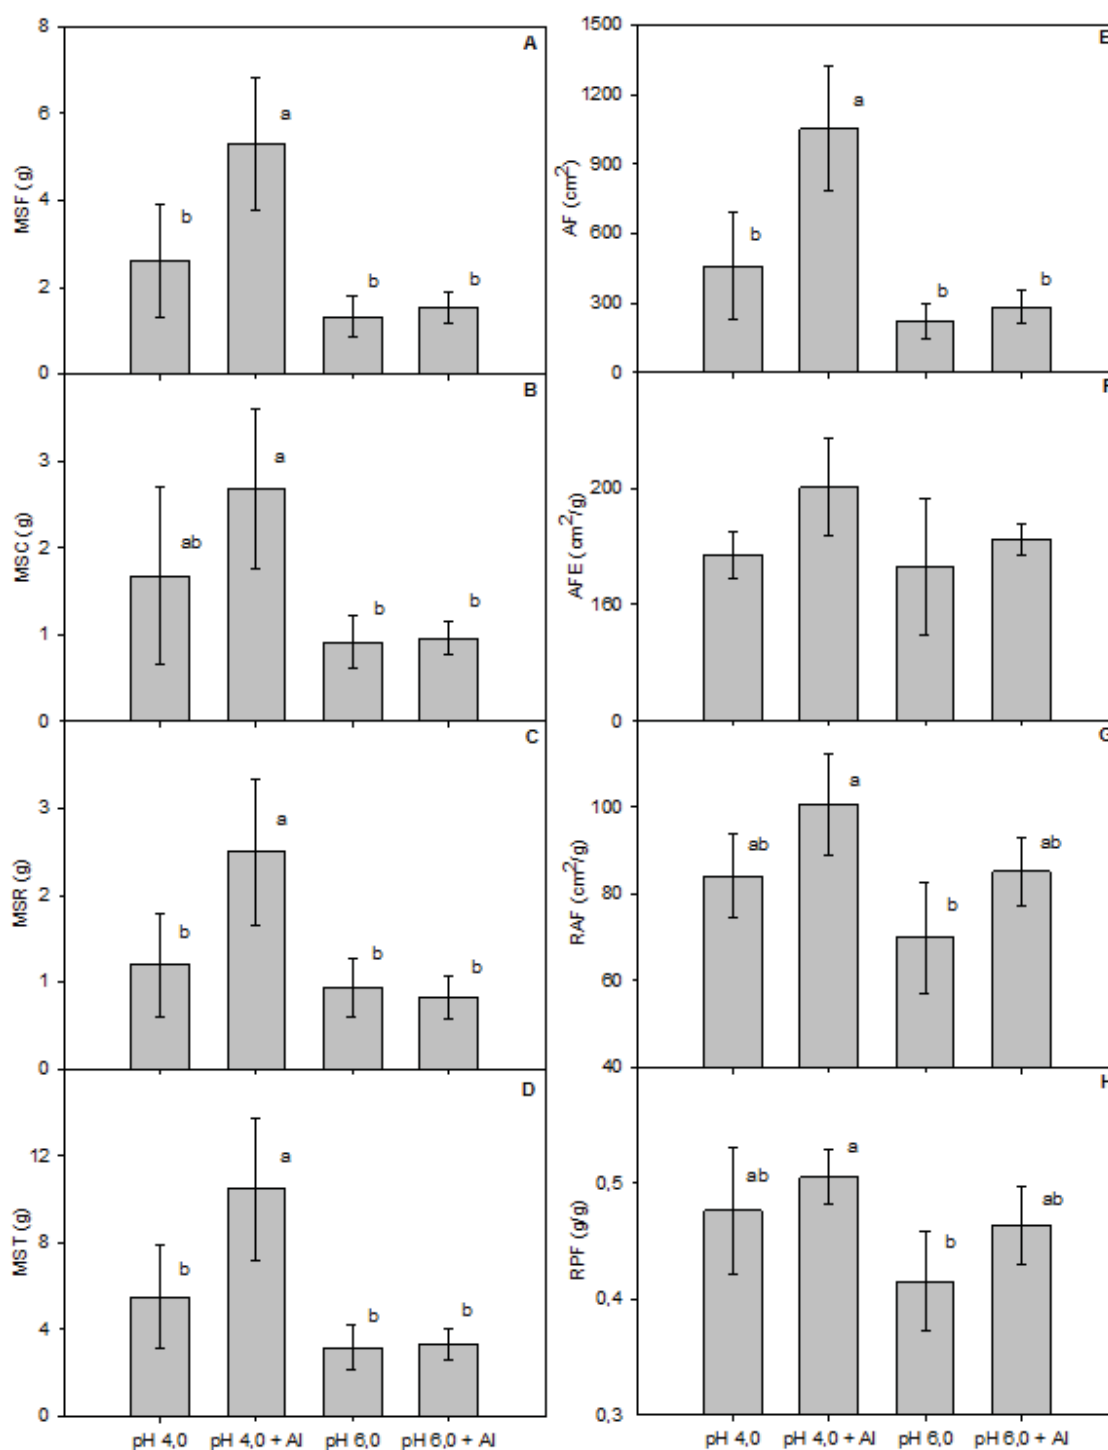 A
8
6
4
2
0
MSF (g)
b
a
b
b
E
1500
1200
900
600
300
0
AF (cm2)
b
a
b
b
B
3
2
1
0
MSC (g)
ab
a
b
b
F
200
160
0
AFE (cm2/g)
C
3
2
1
0
MSR (g)
b
a
b
b
G
100
80
60
40
RAF (cm2/g)
ab
a
b
ab
D
12
8
4
0
MST (g)
b
a
b
b
pH 4,0 pH 4,0 + Al pH 6,0 pH 6,0 + Al
H
0,5
0,4
0,3
RPF (g/g)
ab
a
b
ab
pH 4,0 pH 4,0 + Al pH 6,0 pH 6,0 + Al